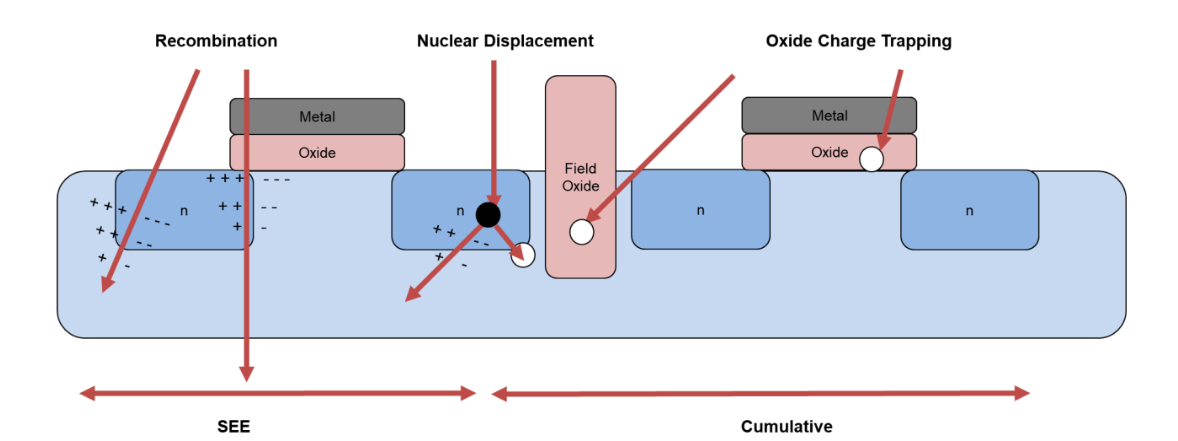 Recombination
Nuclear Displacement
Oxide Charge Trapping
Metal
Oxide
Metal
Oxide
Field
Oxide
+ + + - - -
+ + - -
+ -
+ + + - - -
+ + - -
+ -
n
n
+ + - -
+ -
n
n
SEE
Cumulative